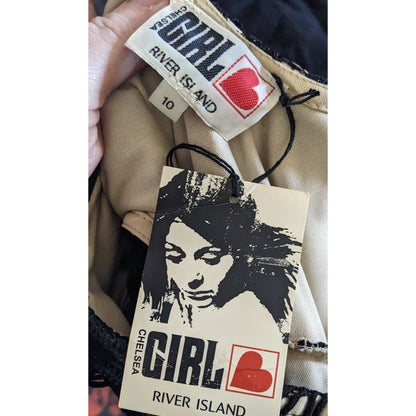 CHELSEA
GIRL
RIVER ISLAND
10
CHELSEA
GIRL
RIVER ISLAND